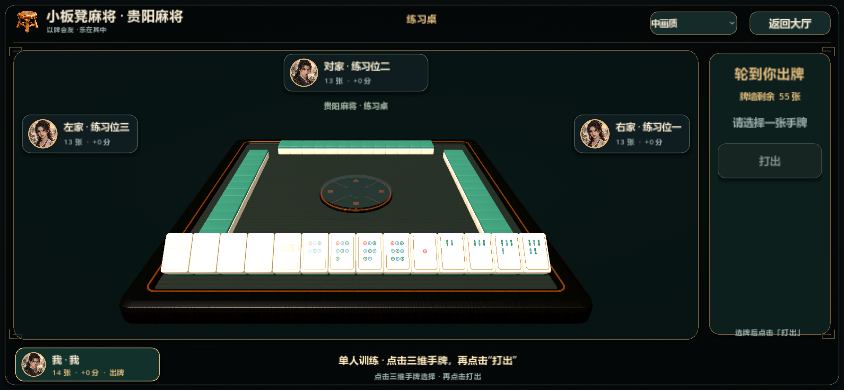 小板凳麻将 · 贵阳麻将
以牌会友 · 乐在其中
练习桌
中画质
返回大厅
对家 · 练习位二
13 张 · +0 分
贵阳麻将 · 练习桌
左家 · 练习位三
13 张 · +0 分
右家 · 练习位一
13 张 · +0 分
轮到你出牌
牌墙剩余 55 张
请选择一张手牌
打出
选牌后点击「打出」
我 · 我
14 张 · +0 分 · 出牌
单人训练 · 点击三维手牌，再点击“打出”
点击三维手牌选择 · 再点击打出